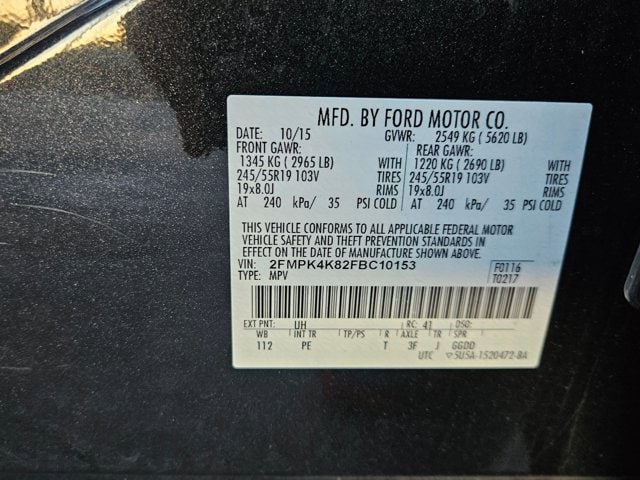 MFD. BY FORD MOTOR CO.
DATE: 10/15 GVWR: 2549 KG ( 5620 LB)
FRONT GAWR: REAR GAWR:
1345 KG ( 2965 LB) WITH 1220 KG ( 2690 LB) WITH
245/55R19 103V TIRES 245/55R19 103V TIRES
19x8.0J RIMS 19x8.0J RIMS
AT 240 kPa/ 35 PSI COLD AT 240 kPa/ 35 PSI COLD
THIS VEHICLE CONFORMS TO ALL APPLICABLE FEDERAL MOTOR
VEHICLE SAFETY AND THEFT PREVENTION STANDARDS IN
EFFECT ON THE DATE OF MANUFACTURE SHOWN ABOVE.
VIN: 2FMPK4K82FBC10153 F0116
TYPE: MPV T0217
EXT PNT: UH RC: 41 DSO:
WB INT TR TP/PS R AXLE TR SPR
112 PE T 3F J GGDD
UTC 5U5A-1520472-BA